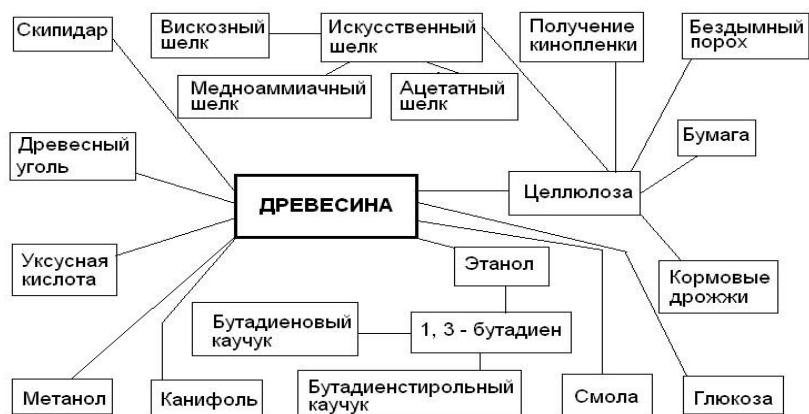 Скипидар
Вискозный
шелк
Искусственный
шелк
Получение
кинопленки
Бездымный
порох
Медноаммиачный
шелк
Ацетатный
шелк
Древесный
уголь
Бумага
ДРЕВЕСИНА
Целлюлоза
Уксусная
кислота
Этанол
Кормовые
дрожжи
Бутадиеновый
каучук
1, 3 - бутадиен
Метанол
Канифоль
Бутадиенстирольный
каучук
Смола
Глюкоза